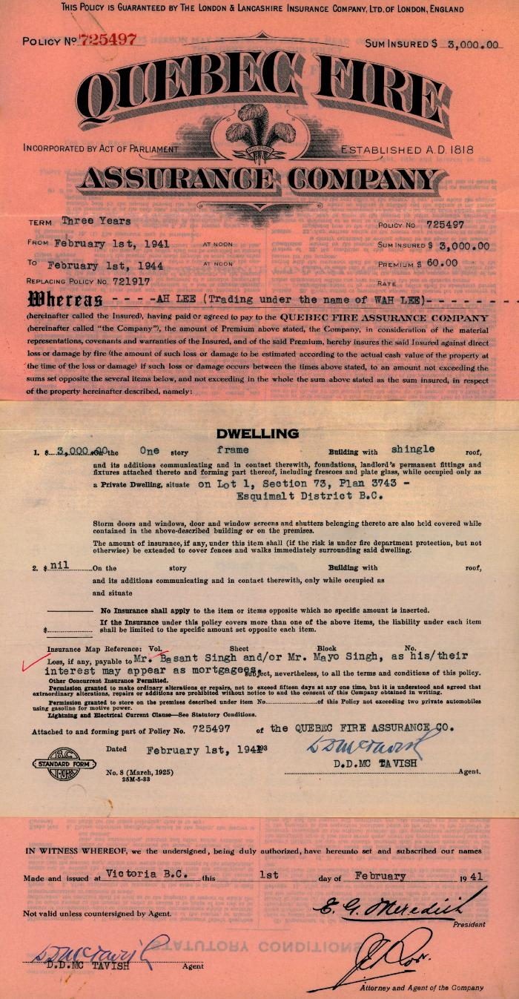 THIS POLICY IS GUARANTEED BY THE LONDON & LANCASHIRE INSURANCE COMPANY, LTD. OF LONDON, ENGLAND
POLICY No 725497 SUM INSURED $ 3,000.00
QUEBEC FIRE
INCORPORATED BY ACT OF PARLIAMENT ESTABLISHED A.D. 1818
ASSURANCE COMPANY
TERM Three Years
POLICY No. 725497
FROM February 1st, 1941 AT NOON
SUM INSURED $ 3,000.00
TO February 1st, 1944 AT NOON
PREMIUM $ 60.00
REPLACING POLICY No. 721917
RATE
Whereas - - - -AH LEE (Trading under the name of WAH LEE)- - - - - - - -
(hereinafter called the Insured), having paid or agreed to pay to the QUEBEC FIRE ASSURANCE COMPANY
(hereinafter called "the Company"), the amount of Premium above stated, the Company, in consideration of the material
representations, covenants and warranties of the Insured, and of the said Premium, hereby insures the said Insured against direct
loss or damage by fire (the amount of such loss or damage to be estimated according to the actual cash value of the property at
the time of the loss or damage) if such loss or damage occurs between the times above stated, to an amount not exceeding the
sums set opposite the several items below, and not exceeding in the whole the sum above stated as the sum insured, in respect
of the property hereinafter described, namely:
DWELLING
1. $ 3,000.00 On the One story frame Building with shingle roof,
and its additions communicating and in contact therewith, foundations, landlord's permanent fittings and
fixtures attached thereto and forming part thereof, including frescoes and plate glass, while occupied only as
a Private Dwelling, situate on Lot 1, Section 73, Plan 3743 -
Esquimalt District B.C.
Storm doors and windows, door and window screens and shutters belonging thereto are also held covered while
contained in the above-described building or on the premises.
The amount of insurance, if any, under this item shall (if the risk is under fire department protection, but not
otherwise) be extended to cover fences and walks immediately surrounding said dwelling.
2. $ nil On the story Building with roof,
and its additions communicating and in contact therewith, only while occupied as
and situate
No Insurance shall apply to the item or items opposite which no specific amount is inserted.
If the Insurance under this policy covers more than one of the above items, the liability under each item
$ shall be limited to the specific amount set opposite each item.
Insurance Map Reference: Vol. Sheet Block No.
Loss, if any, payable to Mr. Basant Singh and/or Mr. Mayo Singh, as his/their
interest may appear as mortgagees, subject, nevertheless, to all the terms and conditions of this policy.
Other Concurrent Insurance Permitted.
Permission granted to make ordinary alterations or repairs, not to exceed fifteen days at any one time, but it is understood and agreed that
extraordinary alterations, repairs or additions are prohibited without notice to and the consent of this Company obtained in writing.
Permission granted to store on the premises described under item No. of this Policy not exceeding two private automobiles
using gasoline for motive power.
Lightning and Electrical Current Clause—See Statutory Conditions.
Attached to and forming part of Policy No. 725497 of the QUEBEC FIRE ASSURANCE CO.
Dated February 1st, 1941 193
D D McTavish
B.C.
STANDARD FORM
D.D.MC TAVISH
Agent.
No. 8 (March, 1925)
25M-5-33
IN WITNESS WHEREOF, we the undersigned, being duly authorized, have hereunto set and subscribed our names
Made and issued at Victoria B.C. this 1st day of February 19 41
E. G. Meredith
Not valid unless countersigned by Agent.
President
STATUTORY CONDITIONS
D D McTavish
D.D.MC TAVISH Agent
Attorney and Agent of the Company